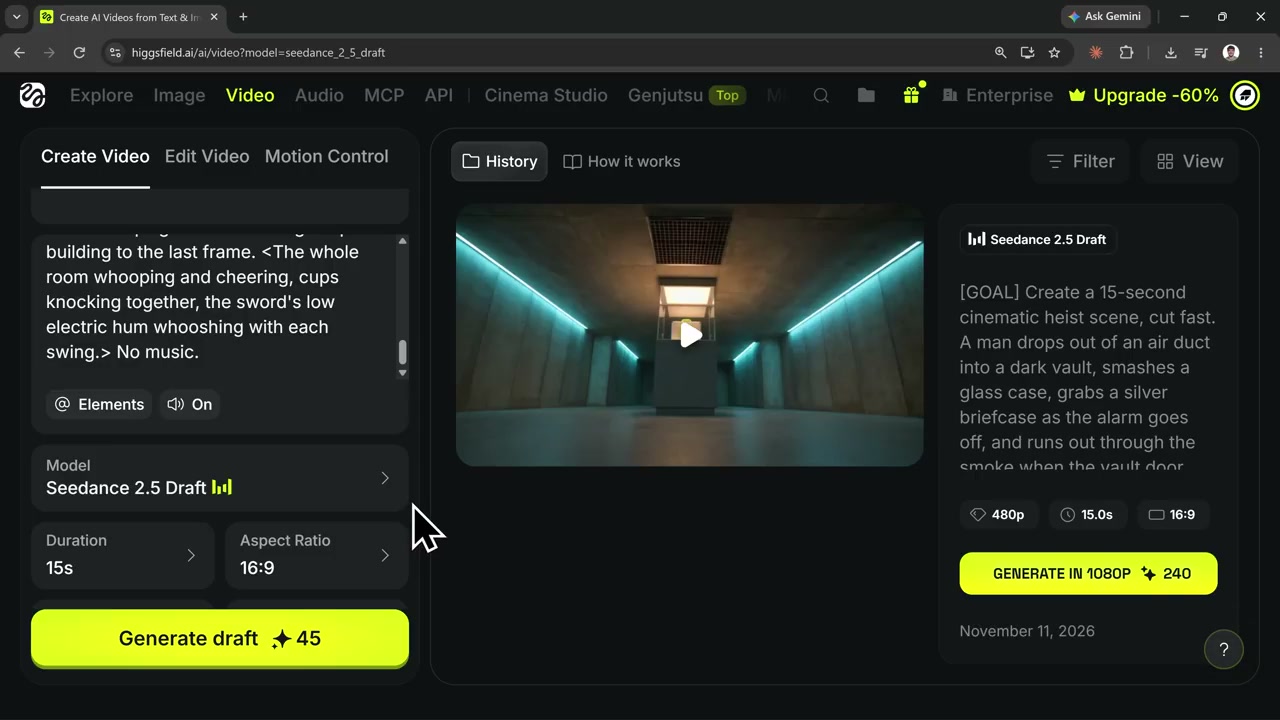 Create AI Videos from Text & Im
Ask Gemini
higgsfield.ai/ai/video?model=seedance_2_5_draft
Explore
Image
Video
Audio
MCP
API
Cinema Studio
Genjutsu
Top
Enterprise
Upgrade -60%
Create Video
Edit Video
Motion Control
building to the last frame. <The whole
room whooping and cheering, cups
knocking together, the sword's low
electric hum whooshing with each
swing.> No music.
@ Elements
On
Model
Seedance 2.5 Draft
Duration
15s
Aspect Ratio
16:9
Generate draft 45
History
How it works
Filter
View
Seedance 2.5 Draft
[GOAL] Create a 15-second
cinematic heist scene, cut fast.
A man drops out of an air duct
into a dark vault, smashes a
glass case, grabs a silver
briefcase as the alarm goes
off, and runs out through the
smoke when the vault door
480p
15.0s
16:9
GENERATE IN 1080P 240
November 11, 2026
?